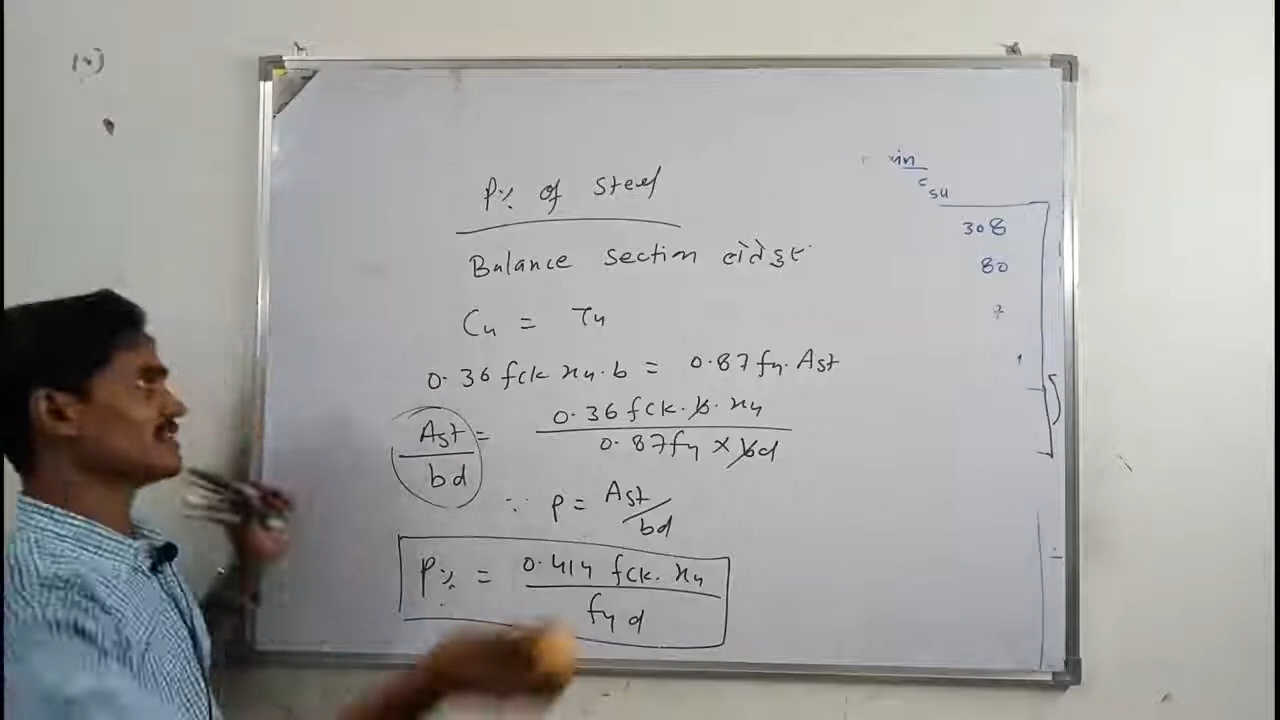 P% of Steel
Balance section
Cu = Tu
0.36 fck xu.b = 0.87 fy. Ast
Ast/bd = 0.36 fck.b.xu / 0.87fy × bd
∵ P = Ast/bd
P% = 0.414 fck.xu / fy d
su
308
80